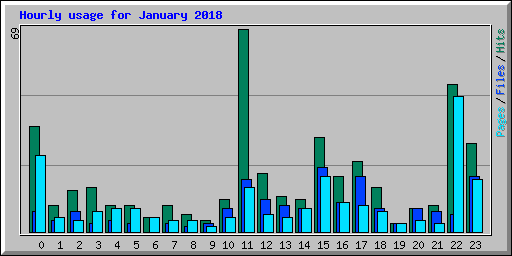 Hourly usage for January 2018
69
Pages/Files/Hits
0 1 2 3 4 5 6 7 8 9 10 11 12 13 14 15 16 17 18 19 20 21 22 23